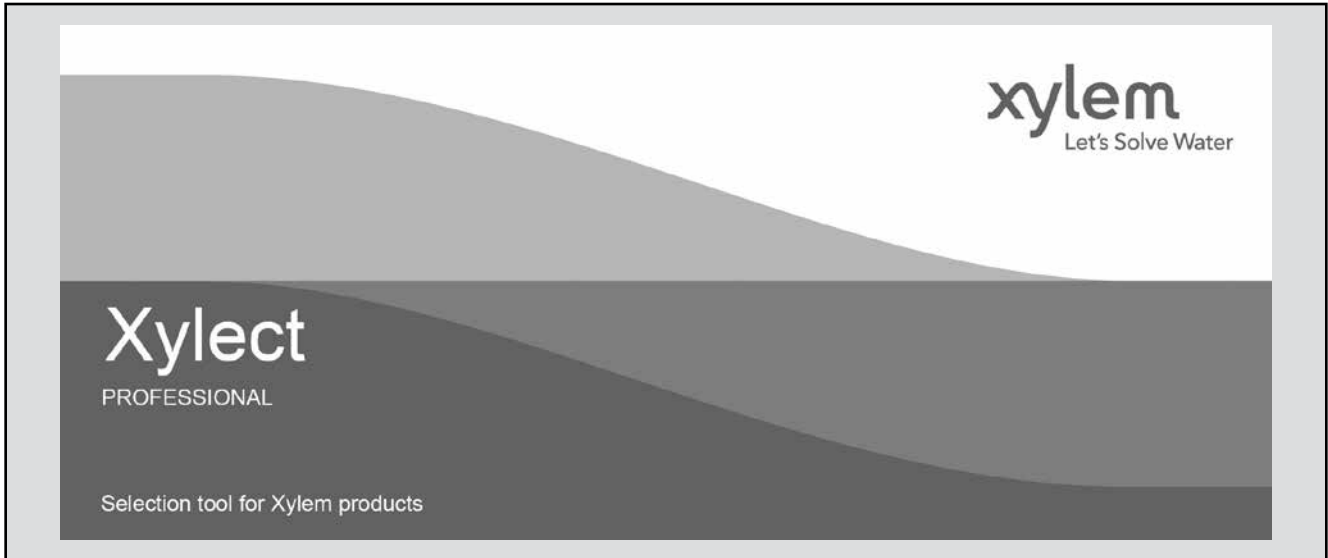 xylem
Let's Solve Water
Xylect
PROFESSIONAL
Selection tool for Xylem products